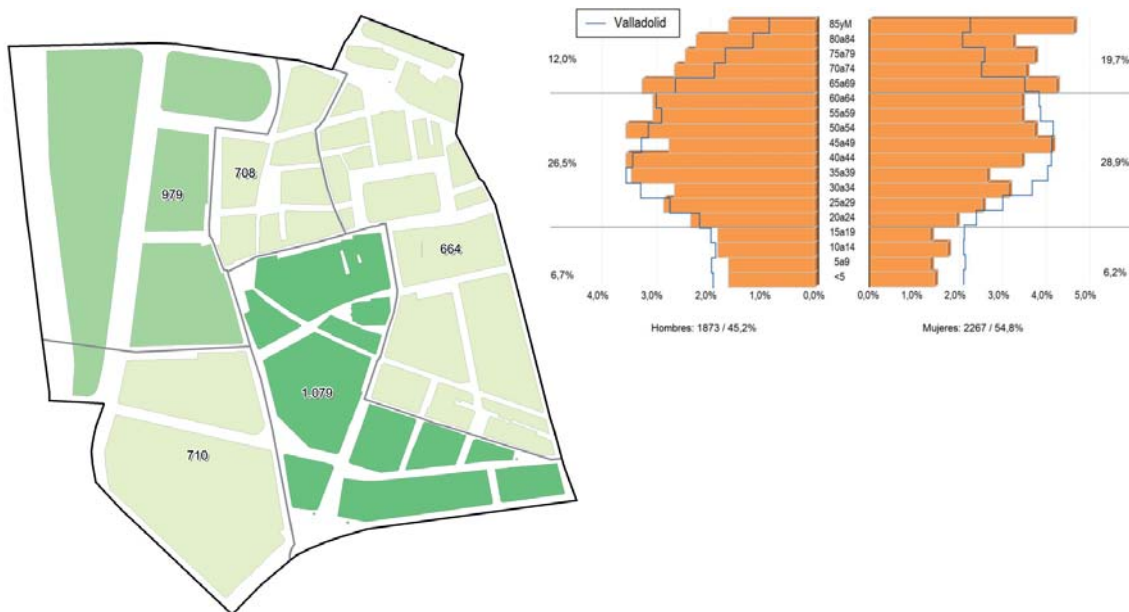 979
708
664
1.079
710
Valladolid
85yM
80a84
75a79
70a74
65a69
60a64
55a59
50a54
45a49
40a44
35a39
30a34
25a29
20a24
15a19
10a14
5a9
<5
12,0%
26,5%
6,7%
19,7%
28,9%
6,2%
4,0% 3,0% 2,0% 1,0% 0,0%
0,0% 1,0% 2,0% 3,0% 4,0% 5,0%
Hombres: 1873 / 45,2%
Mujeres: 2267 / 54,8%